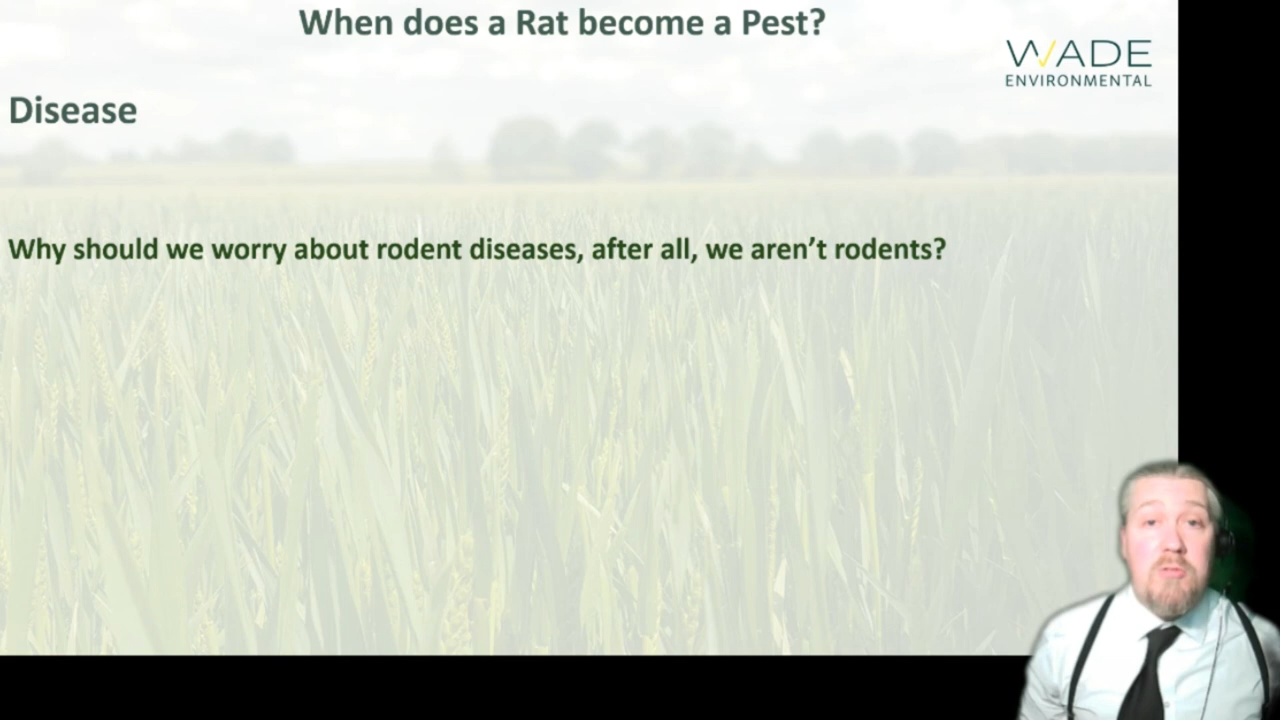 When does a Rat become a Pest?
WADE
ENVIRONMENTAL
Disease
Why should we worry about rodent diseases, after all, we aren’t rodents?